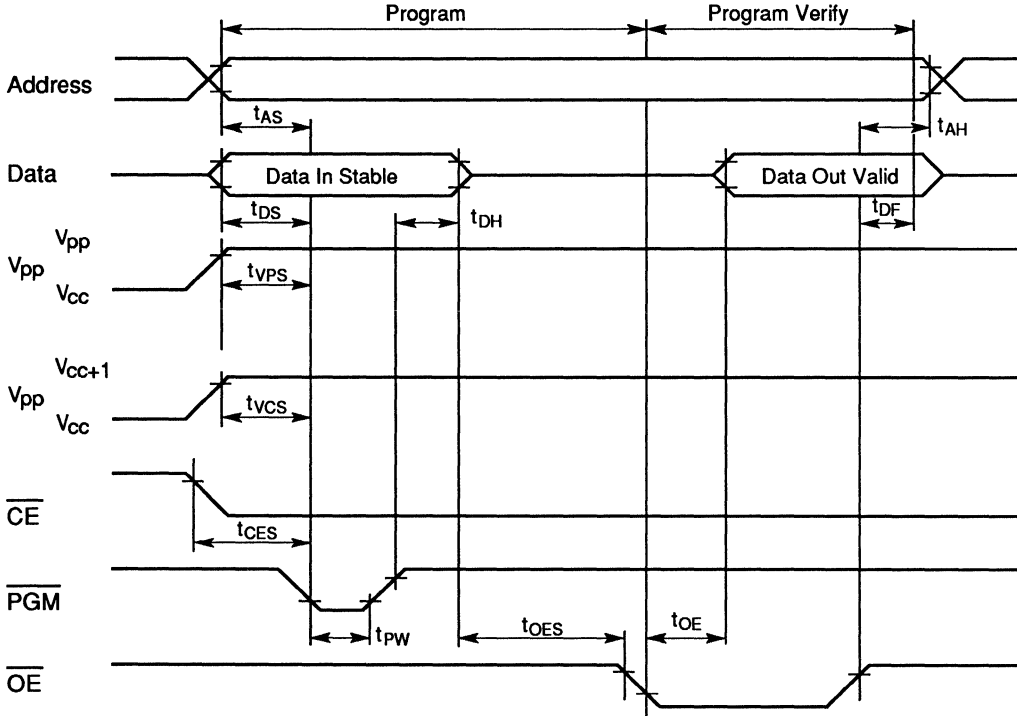 Program
Program Verify
Address
tAS
tAH
Data
Data In Stable
Data Out Valid
tDS
tDH
tDF
Vpp
Vpp
Vcc
tVPS
Vcc+1
Vpp
Vcc
tVCS
CE
tCES
PGM
tPW
tOES
tOE
OE